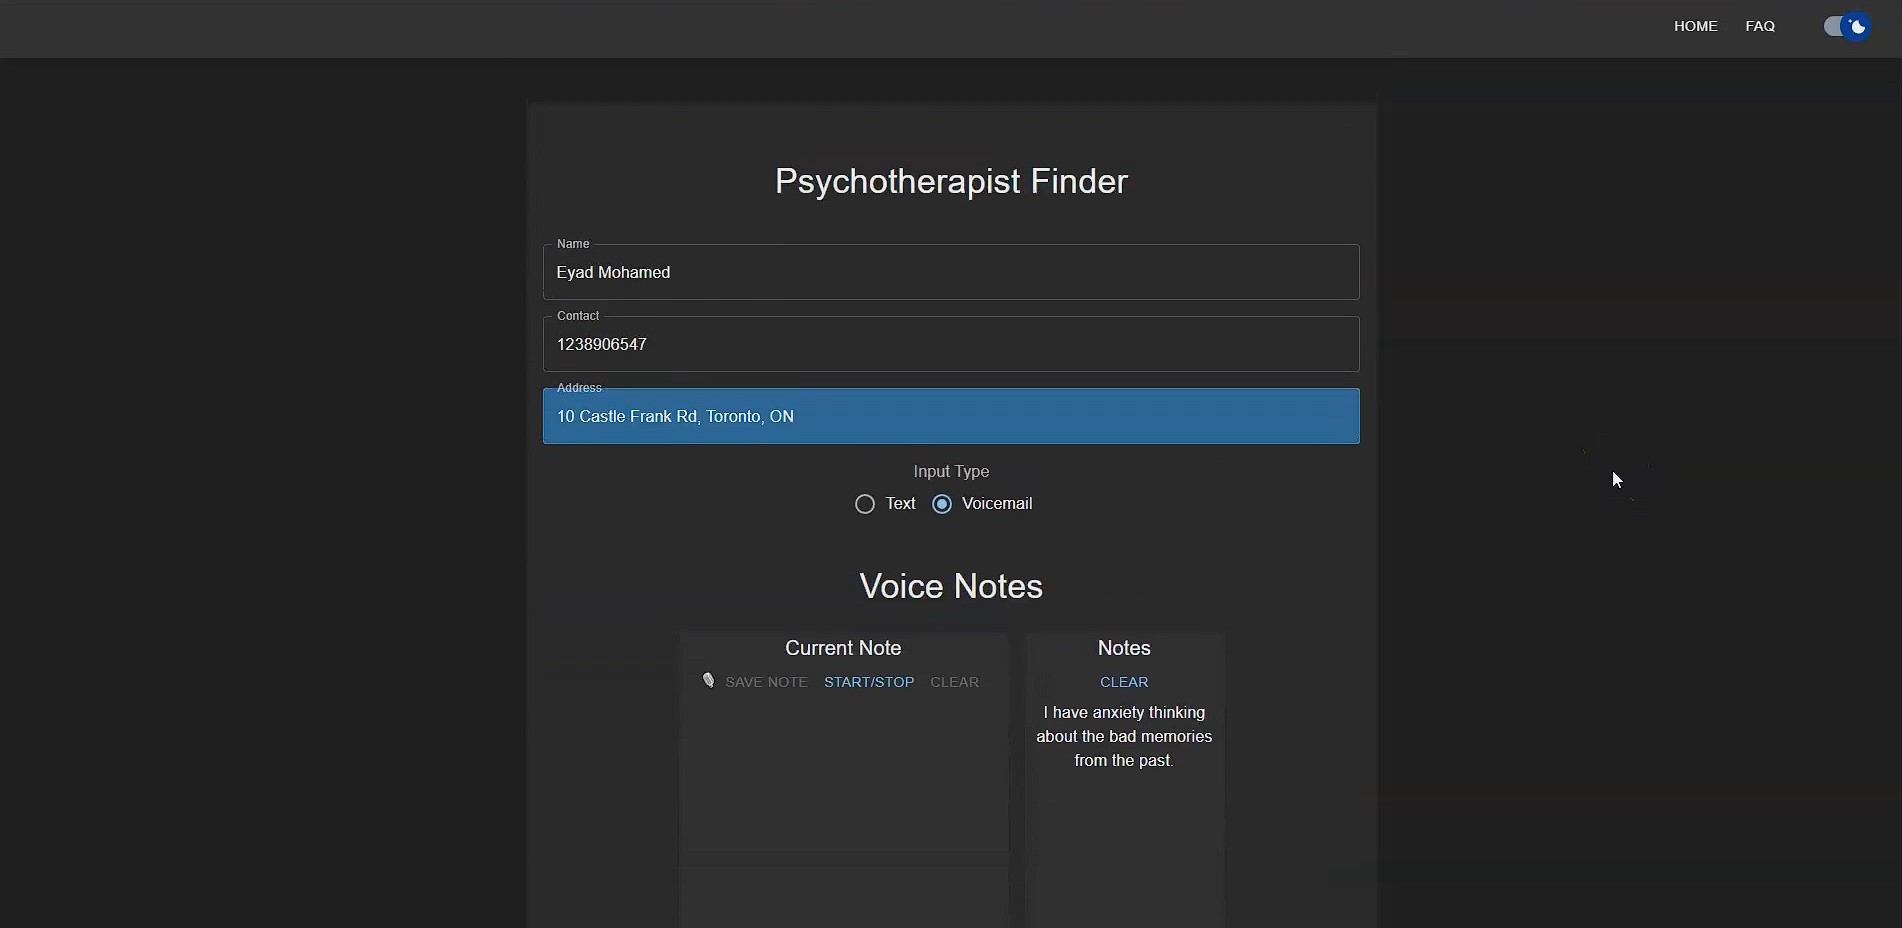 HOME FAQ
Psychotherapist Finder
Name
Eyad Mohamed
Contact
1238906547
Address
10 Castle Frank Rd, Toronto, ON
Input Type
Text Voicemail
Voice Notes
Current Note
SAVE NOTE START/STOP CLEAR
Notes
CLEAR
I have anxiety thinking
about the bad memories
from the past.